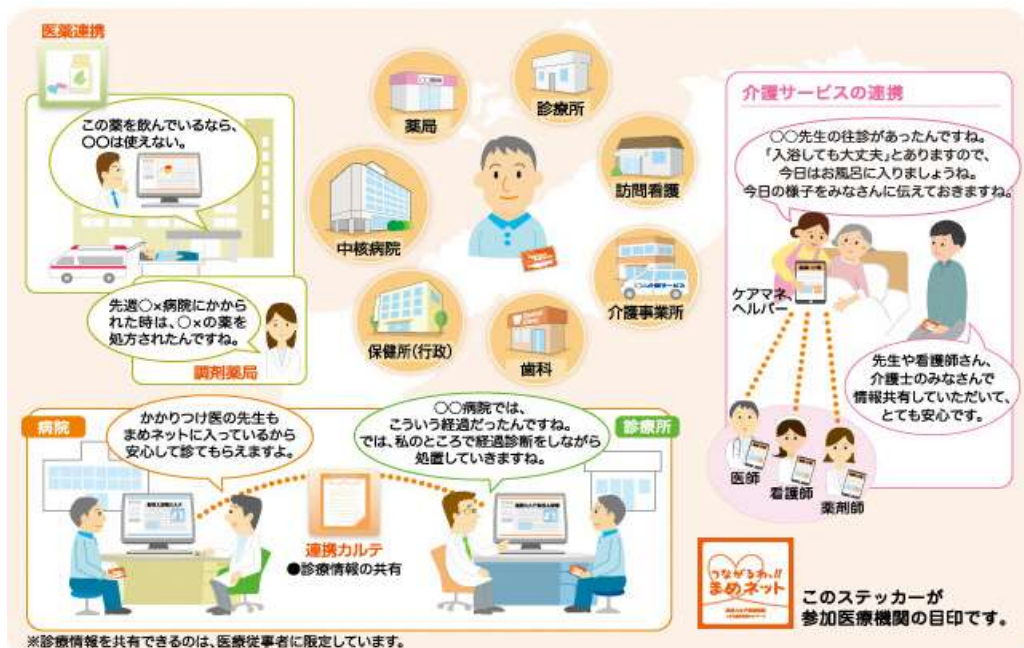 医薬連携
この薬を飲んでいるなら、
〇〇は使えない。
先週〇×病院にかから
れた時は、〇×の薬を
処方されたんですね。
調剤薬局
薬局
診療所
訪問看護
介護事業所
〇〇介護サービス
歯科
保健所(行政)
中核病院
介護サービスの連携
〇〇先生の往診があったんですね。
「入浴しても大丈夫」とありますので、
今日はお風呂に入りましょうね。
今日の様子をみなさんに伝えておきますね。
ケアマネ、
ヘルパー
先生や看護師さん、
介護士のみなさんで
情報共有していただいて、
とても安心です。
医師
看護師
薬剤師
病院
かかりつけ医の先生も
まめネットに入っているから
安心して診てもらえますよ。
〇〇病院では、
こういう経過だったんですね。
では、私のところで経過診断をしながら
処置していきますね。
診療所
連携カルテ
●診療情報の共有
つながるわ、!!
まめネット
このステッカーが
参加医療機関の目印です。
※診療情報を共有できるのは、医療従事者に限定しています。